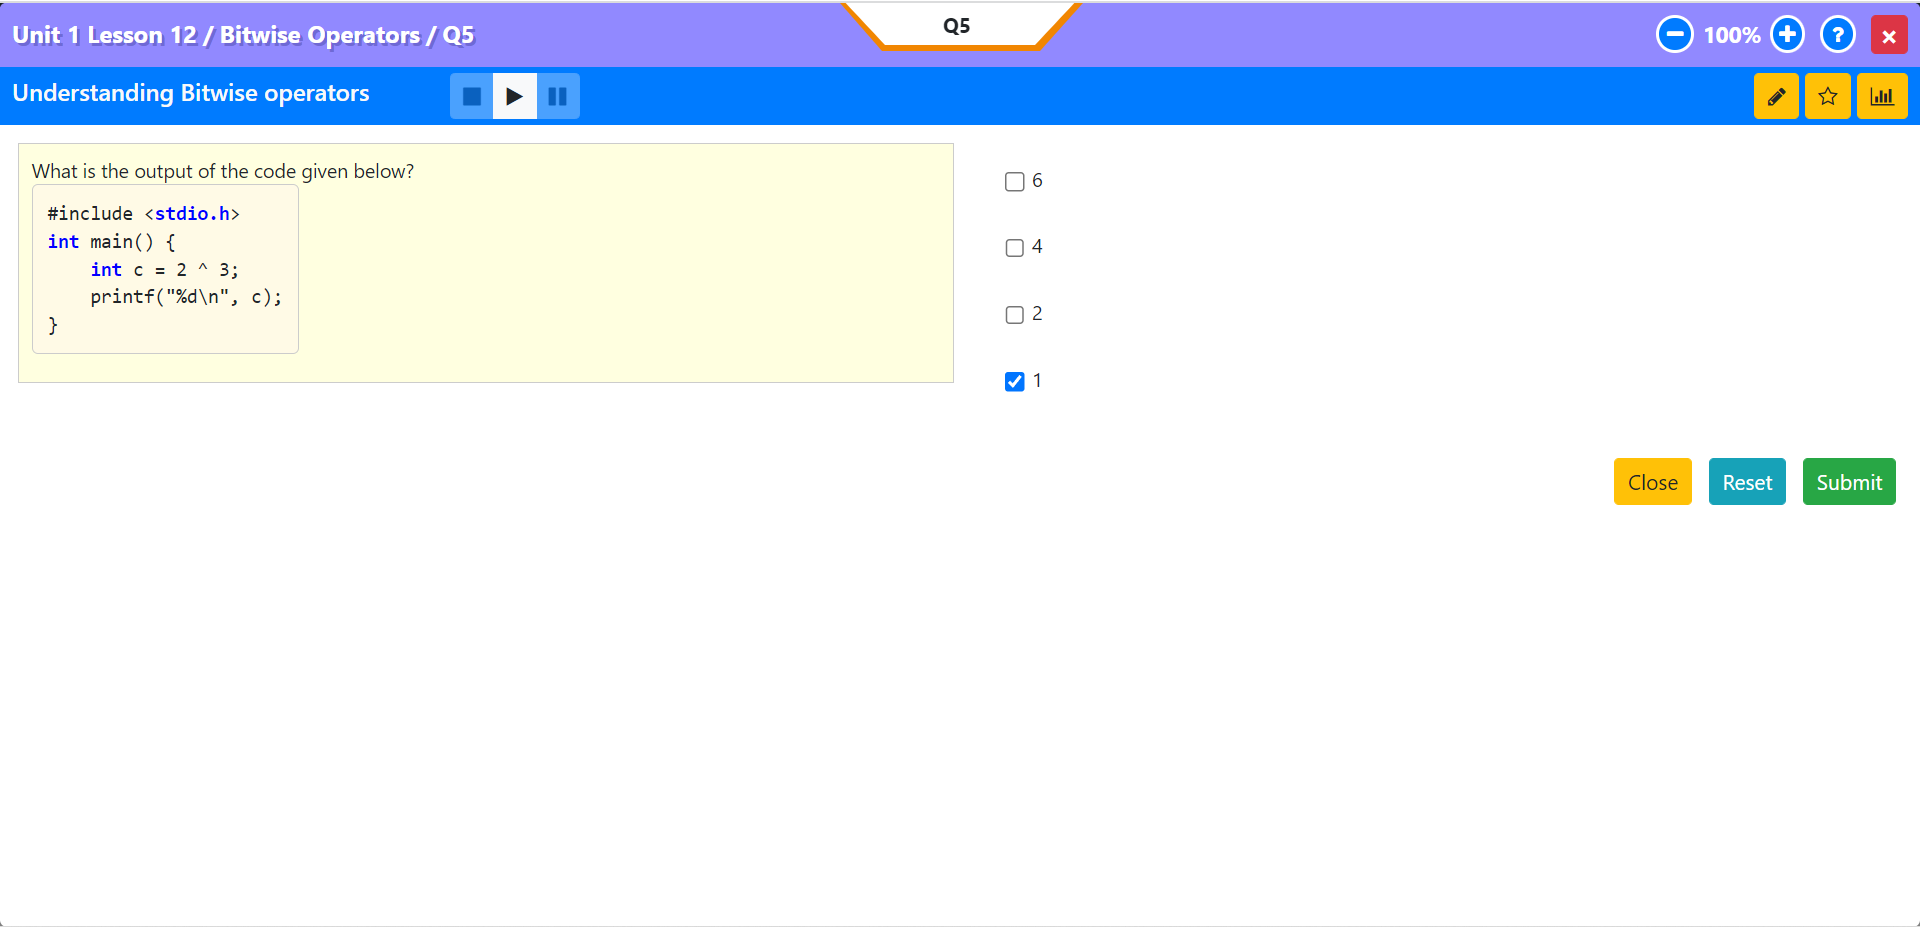 Q5
Unit 1 Lesson 12 / Bitwise Operators / Q5
100%
?
×
Understanding Bitwise operators
What is the output of the code given below?
#include <stdio.h>
int main() {
    int c = 2 ^ 3;
    printf("%d\n", c);
}
6
4
2
1
Close
Reset
Submit